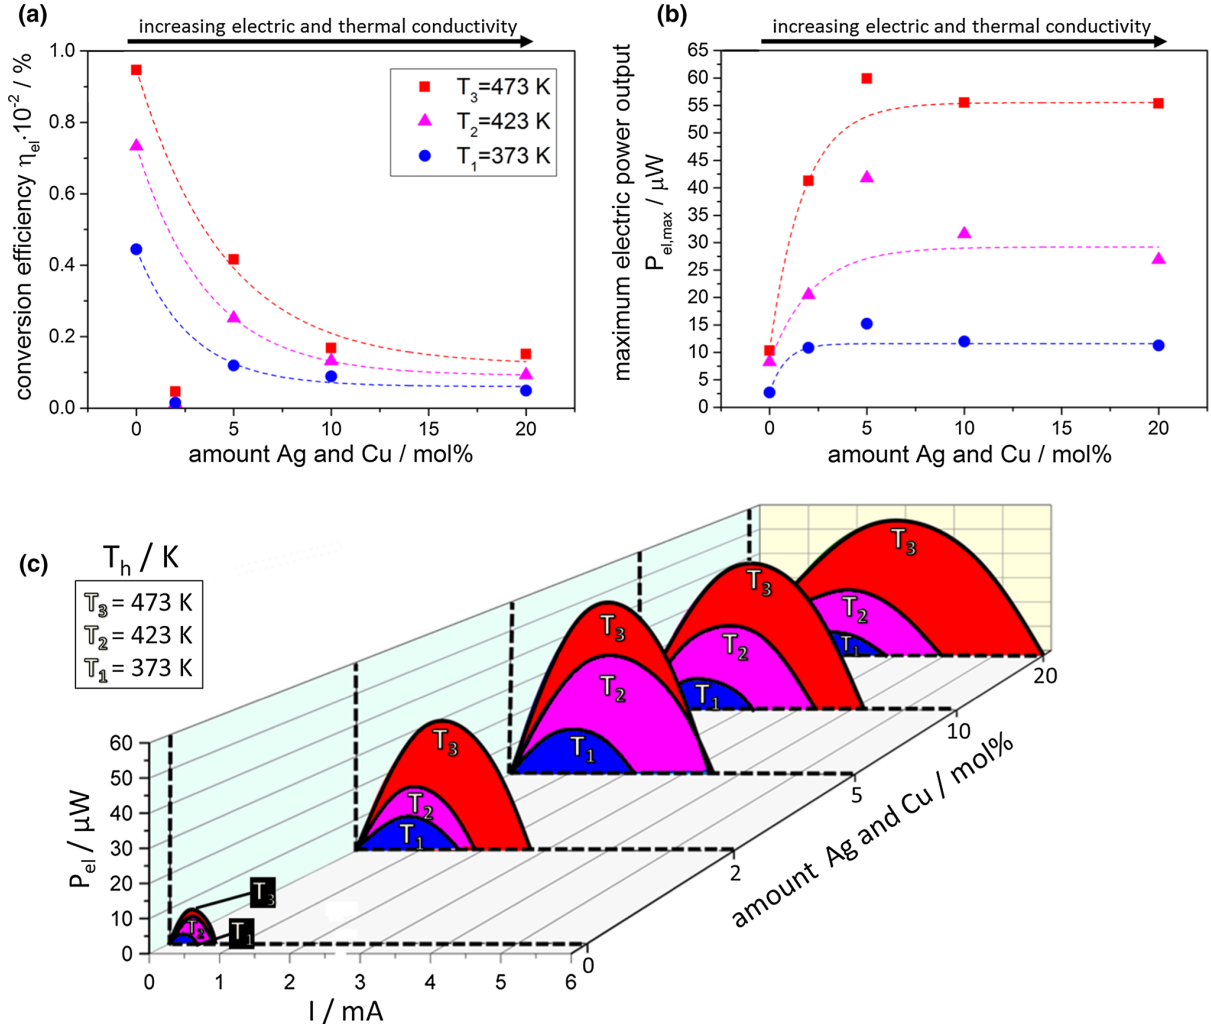 (a)
increasing electric and thermal conductivity
conversion efficiency ηel·10⁻² / %
1.0
0.8
0.6
0.4
0.2
0.0
T₃=473 K
T₂=423 K
T₁=373 K
0 5 10 15 20
amount Ag and Cu / mol%
(b)
increasing electric and thermal conductivity
maximum electric power output
Pel,max / μW
65
60
55
50
45
40
35
30
25
20
15
10
5
0
0 5 10 15 20
amount Ag and Cu / mol%
(c)
Th / K
T₃ = 473 K
T₂ = 423 K
T₁ = 373 K
Pel / μW
60
50
40
30
20
10
0
T₃
T₂
T₁
T₃
T₂
T₁
T₃
T₂
T₁
T₃
T₂
T₁
T₃
T₂
T₁
0 1 2 3 4 5 6
I / mA
0
2
5
10
20
amount Ag and Cu / mol%